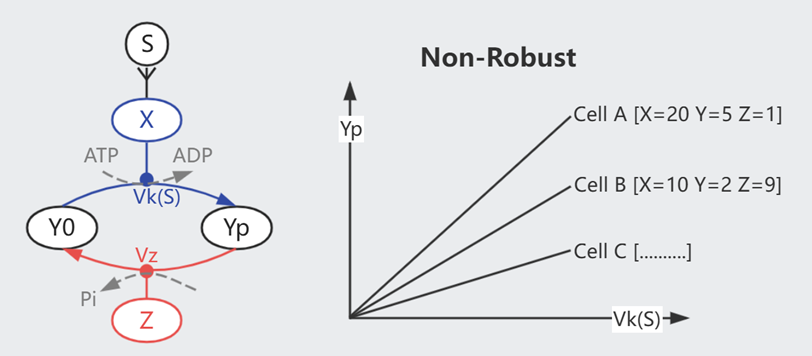 S
Non-Robust
X
Yp
Cell A [X=20 Y=5 Z=1]
ATP
ADP
Vk(S)
Cell B [X=10 Y=2 Z=9]
Y0
Yp
Vz
Cell C [..........]
Pi
Z
Vk(S)